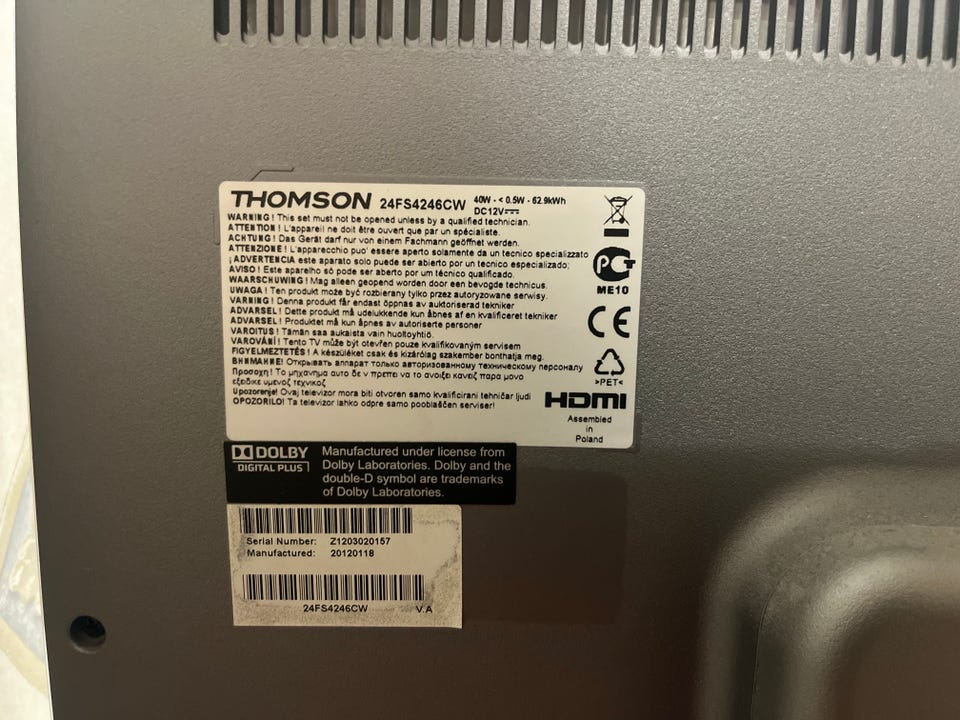 THOMSON 24FS4246CW 40W - < 0.5W - 62.9kWh
DC12V
WARNING ! This set must not be opened unless by a qualified technician.
ATTENTION ! L'appareil ne doit être ouvert que par un spécialiste.
ACHTUNG ! Das Gerät darf nur von einem Fachmann geöffnet werden.
ATTENZIONE ! L'apparecchio puo' essere aperto solamente da un tecnico specializzato
¡ ADVERTENCIA este aparato solo puede ser abierto por un técnico especializado;
AVISO ! Este aparelho só pode ser aberto por um técnico qualificado.
WAARSCHUWING ! Mag alleen geopend worden door een bevogde technicus.
UWAGA ! Ten produkt może być rozbierany tylko przez autoryzowane serwisy.
VARNING ! Denna produkt får endast öppnas av auktoriserad tekniker
ADVARSEL ! Dette produkt må udelukkende kun åbnes af en kvalificeret tekniker
ADVARSEL ! Produktet må kun åpnes av autoriserte personer
VAROITUS ! Tämän saa aukaista vain huoltoyhtiö.
VAROVÁNÍ ! Tento TV může být otevřen pouze kvalifikovaným servisem
FIGYELMEZTETÉS ! A készüléket csak és kizárólag szakember bonthatja meg.
ВНИМАНИЕ! Открывать аппарат только авторизованному техническому персоналу
Προσοχη ! Το μηχανημα αυτο δε ν πρεπει να το ανοιξει κανειζ παρα μονο
εξειδικε υμενοζ τεχνικοζ
Upozorenje! Ovaj televizor mora biti otvoren samo kvalificirani tehničar ljudi
OPOZORILO! Ta televizor lahko odpre samo pooblaščen serviser!
PCT
ME10
CE
>PET<
HDMI
Assembled
in
Poland
DOLBY
DIGITAL PLUS
Manufactured under license from
Dolby Laboratories. Dolby and the
double-D symbol are trademarks
of Dolby Laboratories.
Serial Number: Z1203020157
Manufactured: 20120118
24FS4246CW V.A